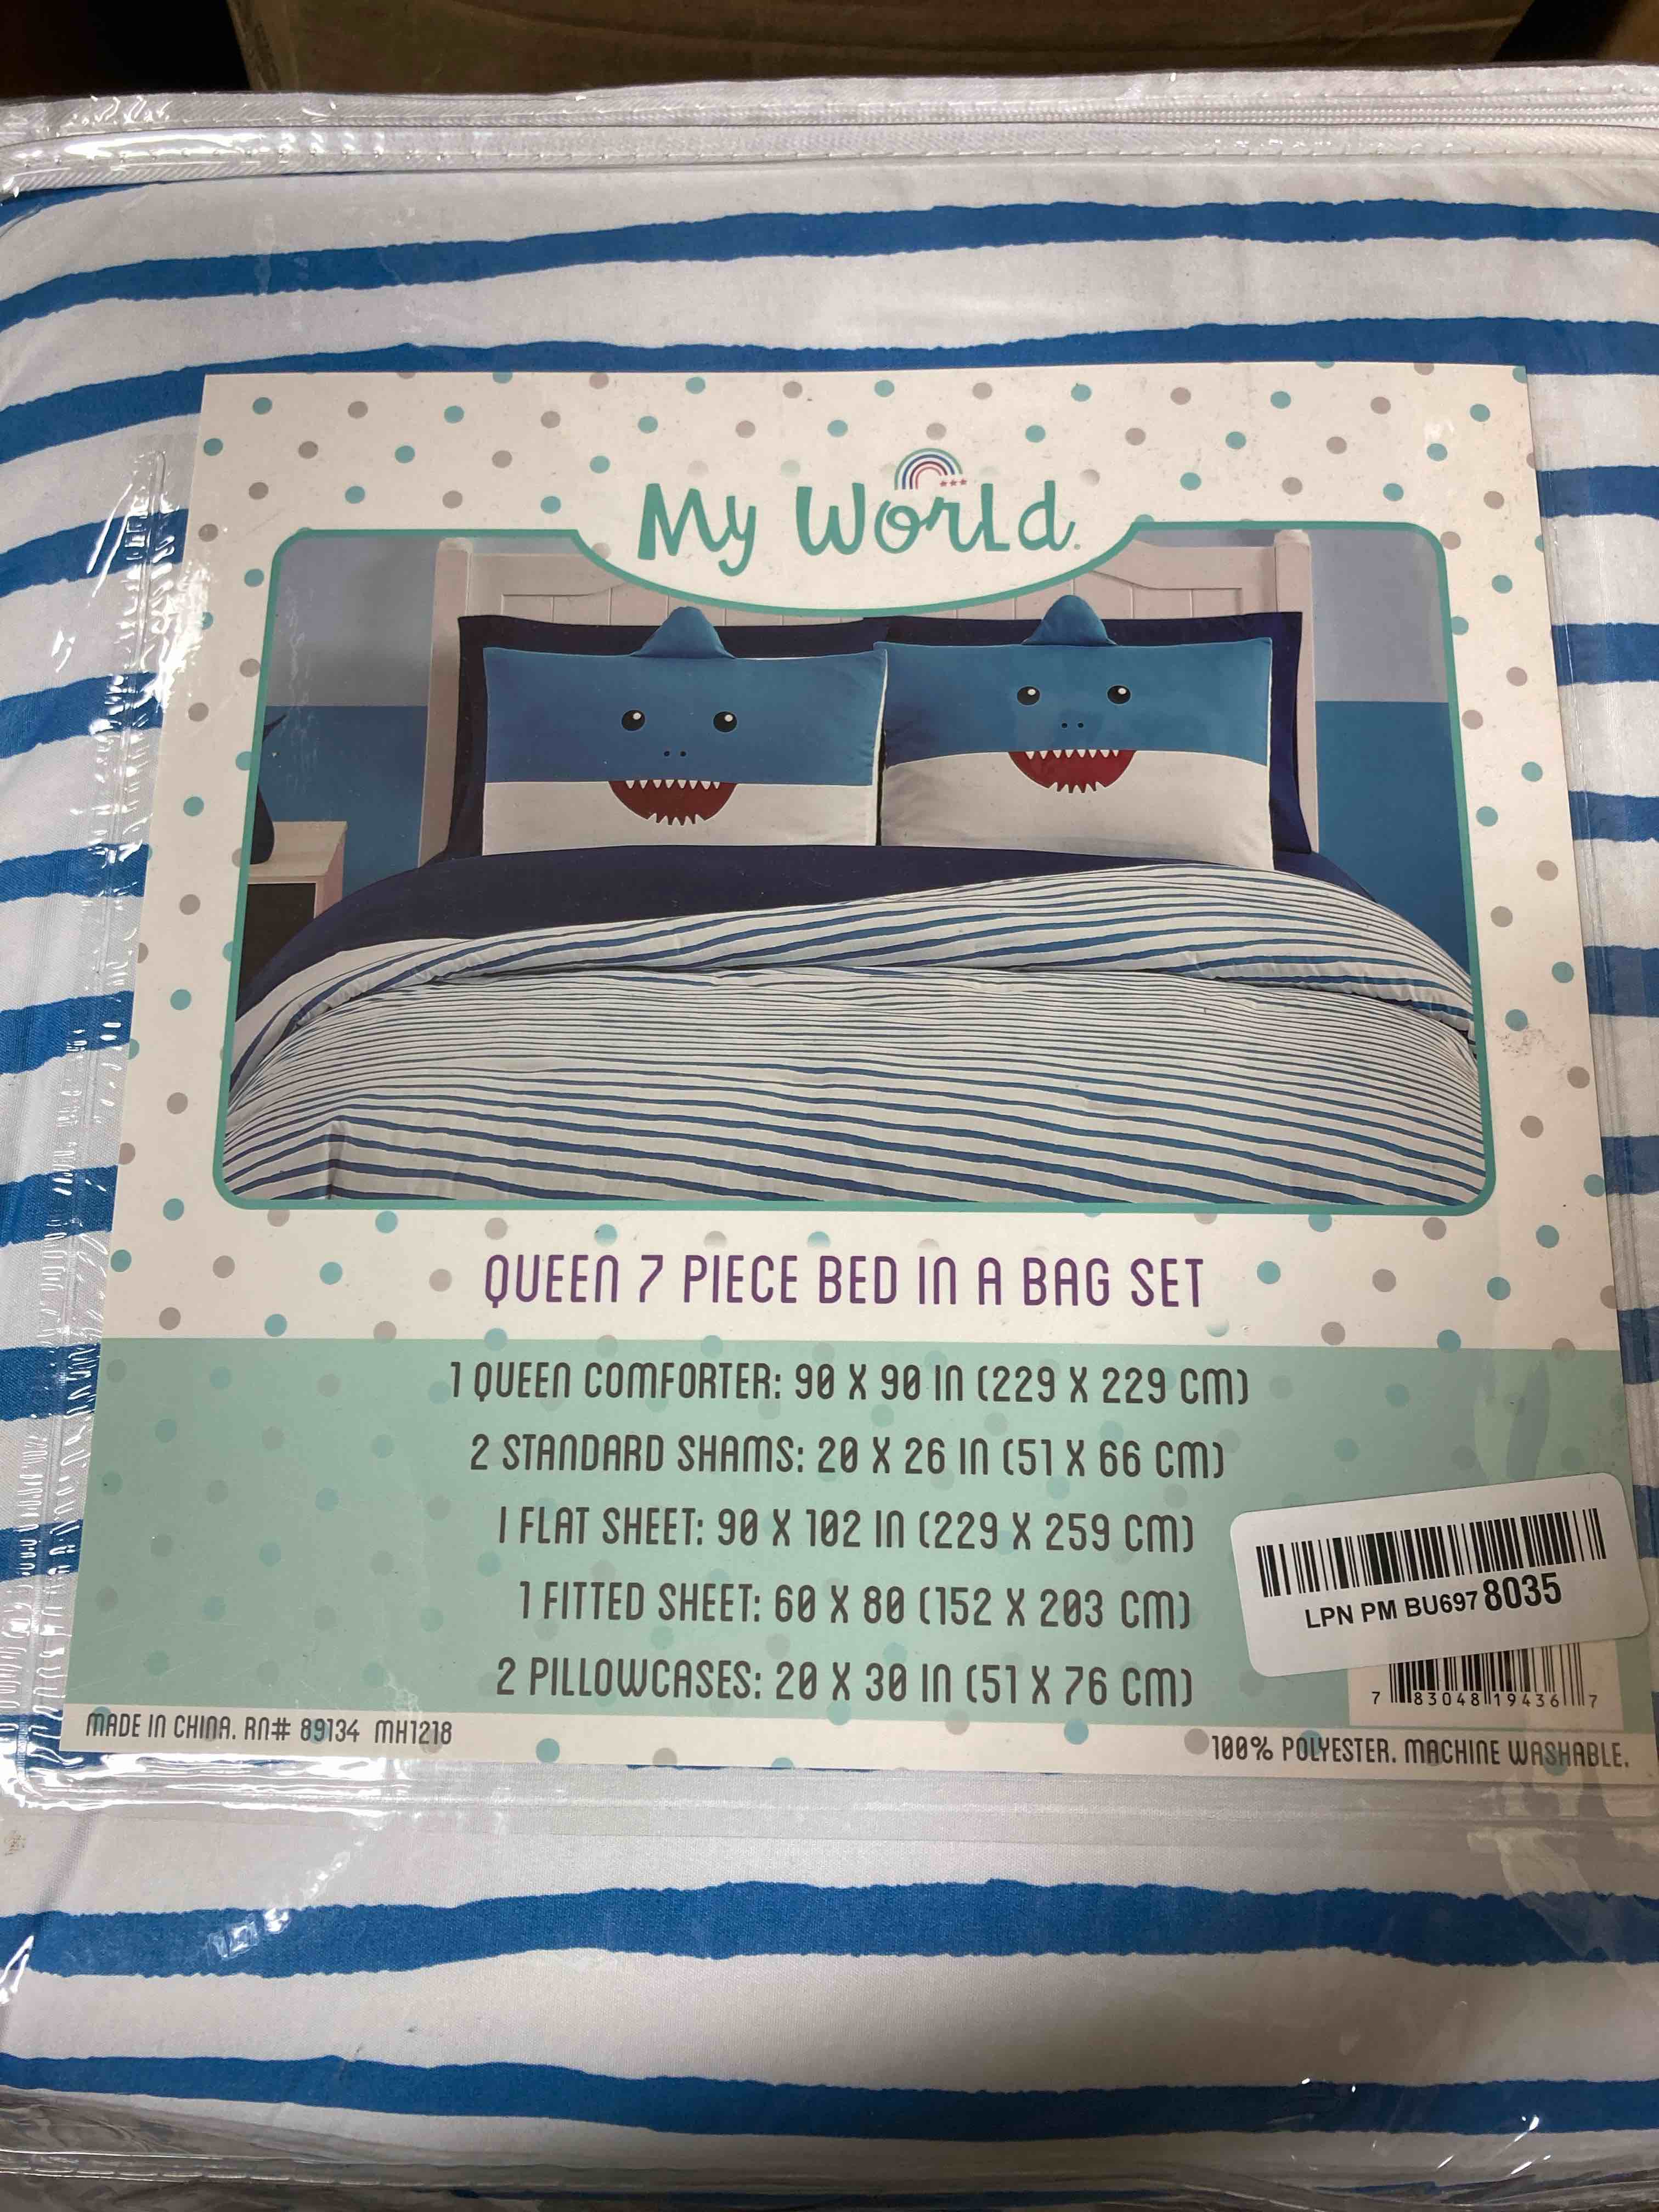 My World.
QUEEN 7 PIECE BED IN A BAG SET
1 QUEEN COMFORTER: 90 X 90 IN (229 X 229 CM)
2 STANDARD SHAMS: 20 X 26 IN (51 X 66 CM)
1 FLAT SHEET: 90 X 102 IN (229 X 259 CM)
1 FITTED SHEET: 60 X 80 (152 X 203 CM)
2 PILLOWCASES: 20 X 30 IN (51 X 76 CM)
LPN PM BU697 8035
7 83048 19436 7
MADE IN CHINA. RN# 89134 MH1218
100% POLYESTER. MACHINE WASHABLE.